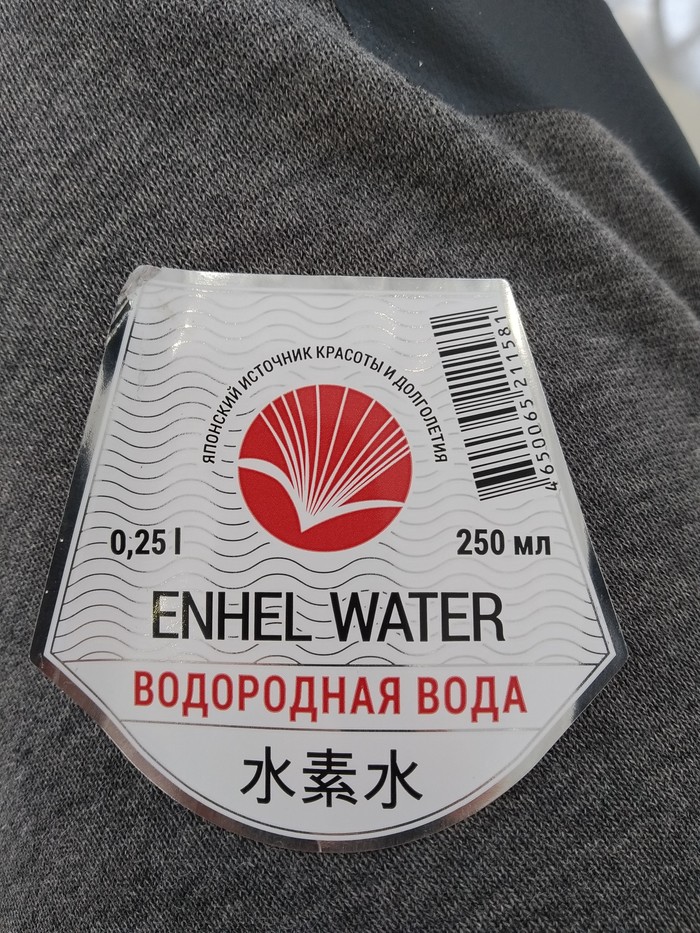 ЯПОНСКИЙ ИСТОЧНИК КРАСОТЫ И ДОЛГОЛЕТИЯ
4650065211581
0,25 l
250 мл
ENHEL WATER
ВОДОРОДНАЯ ВОДА
水素水